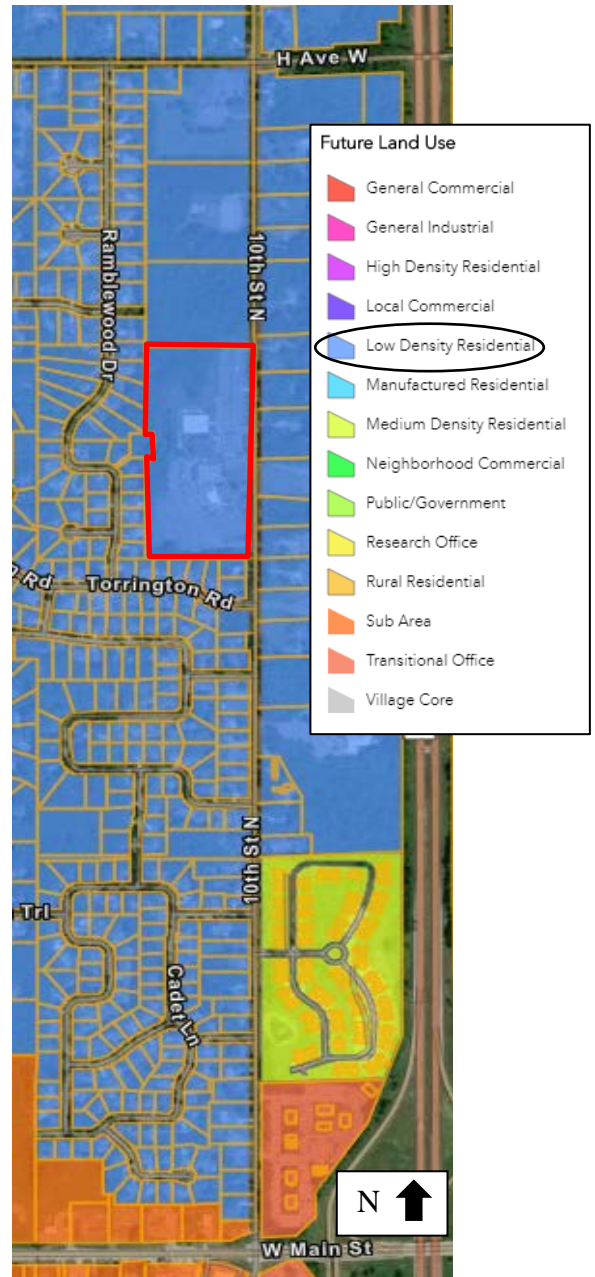 H Ave W
Future Land Use
General Commercial
General Industrial
High Density Residential
Local Commercial
Low Density Residential
Manufactured Residential
Medium Density Residential
Neighborhood Commercial
Public/Government
Research Office
Rural Residential
Sub Area
Transitional Office
Village Core
Ramblewood Dr
10th St N
Rd
Torrington Rd
10th St N
Trl
Cadet Ln
N
W Main St